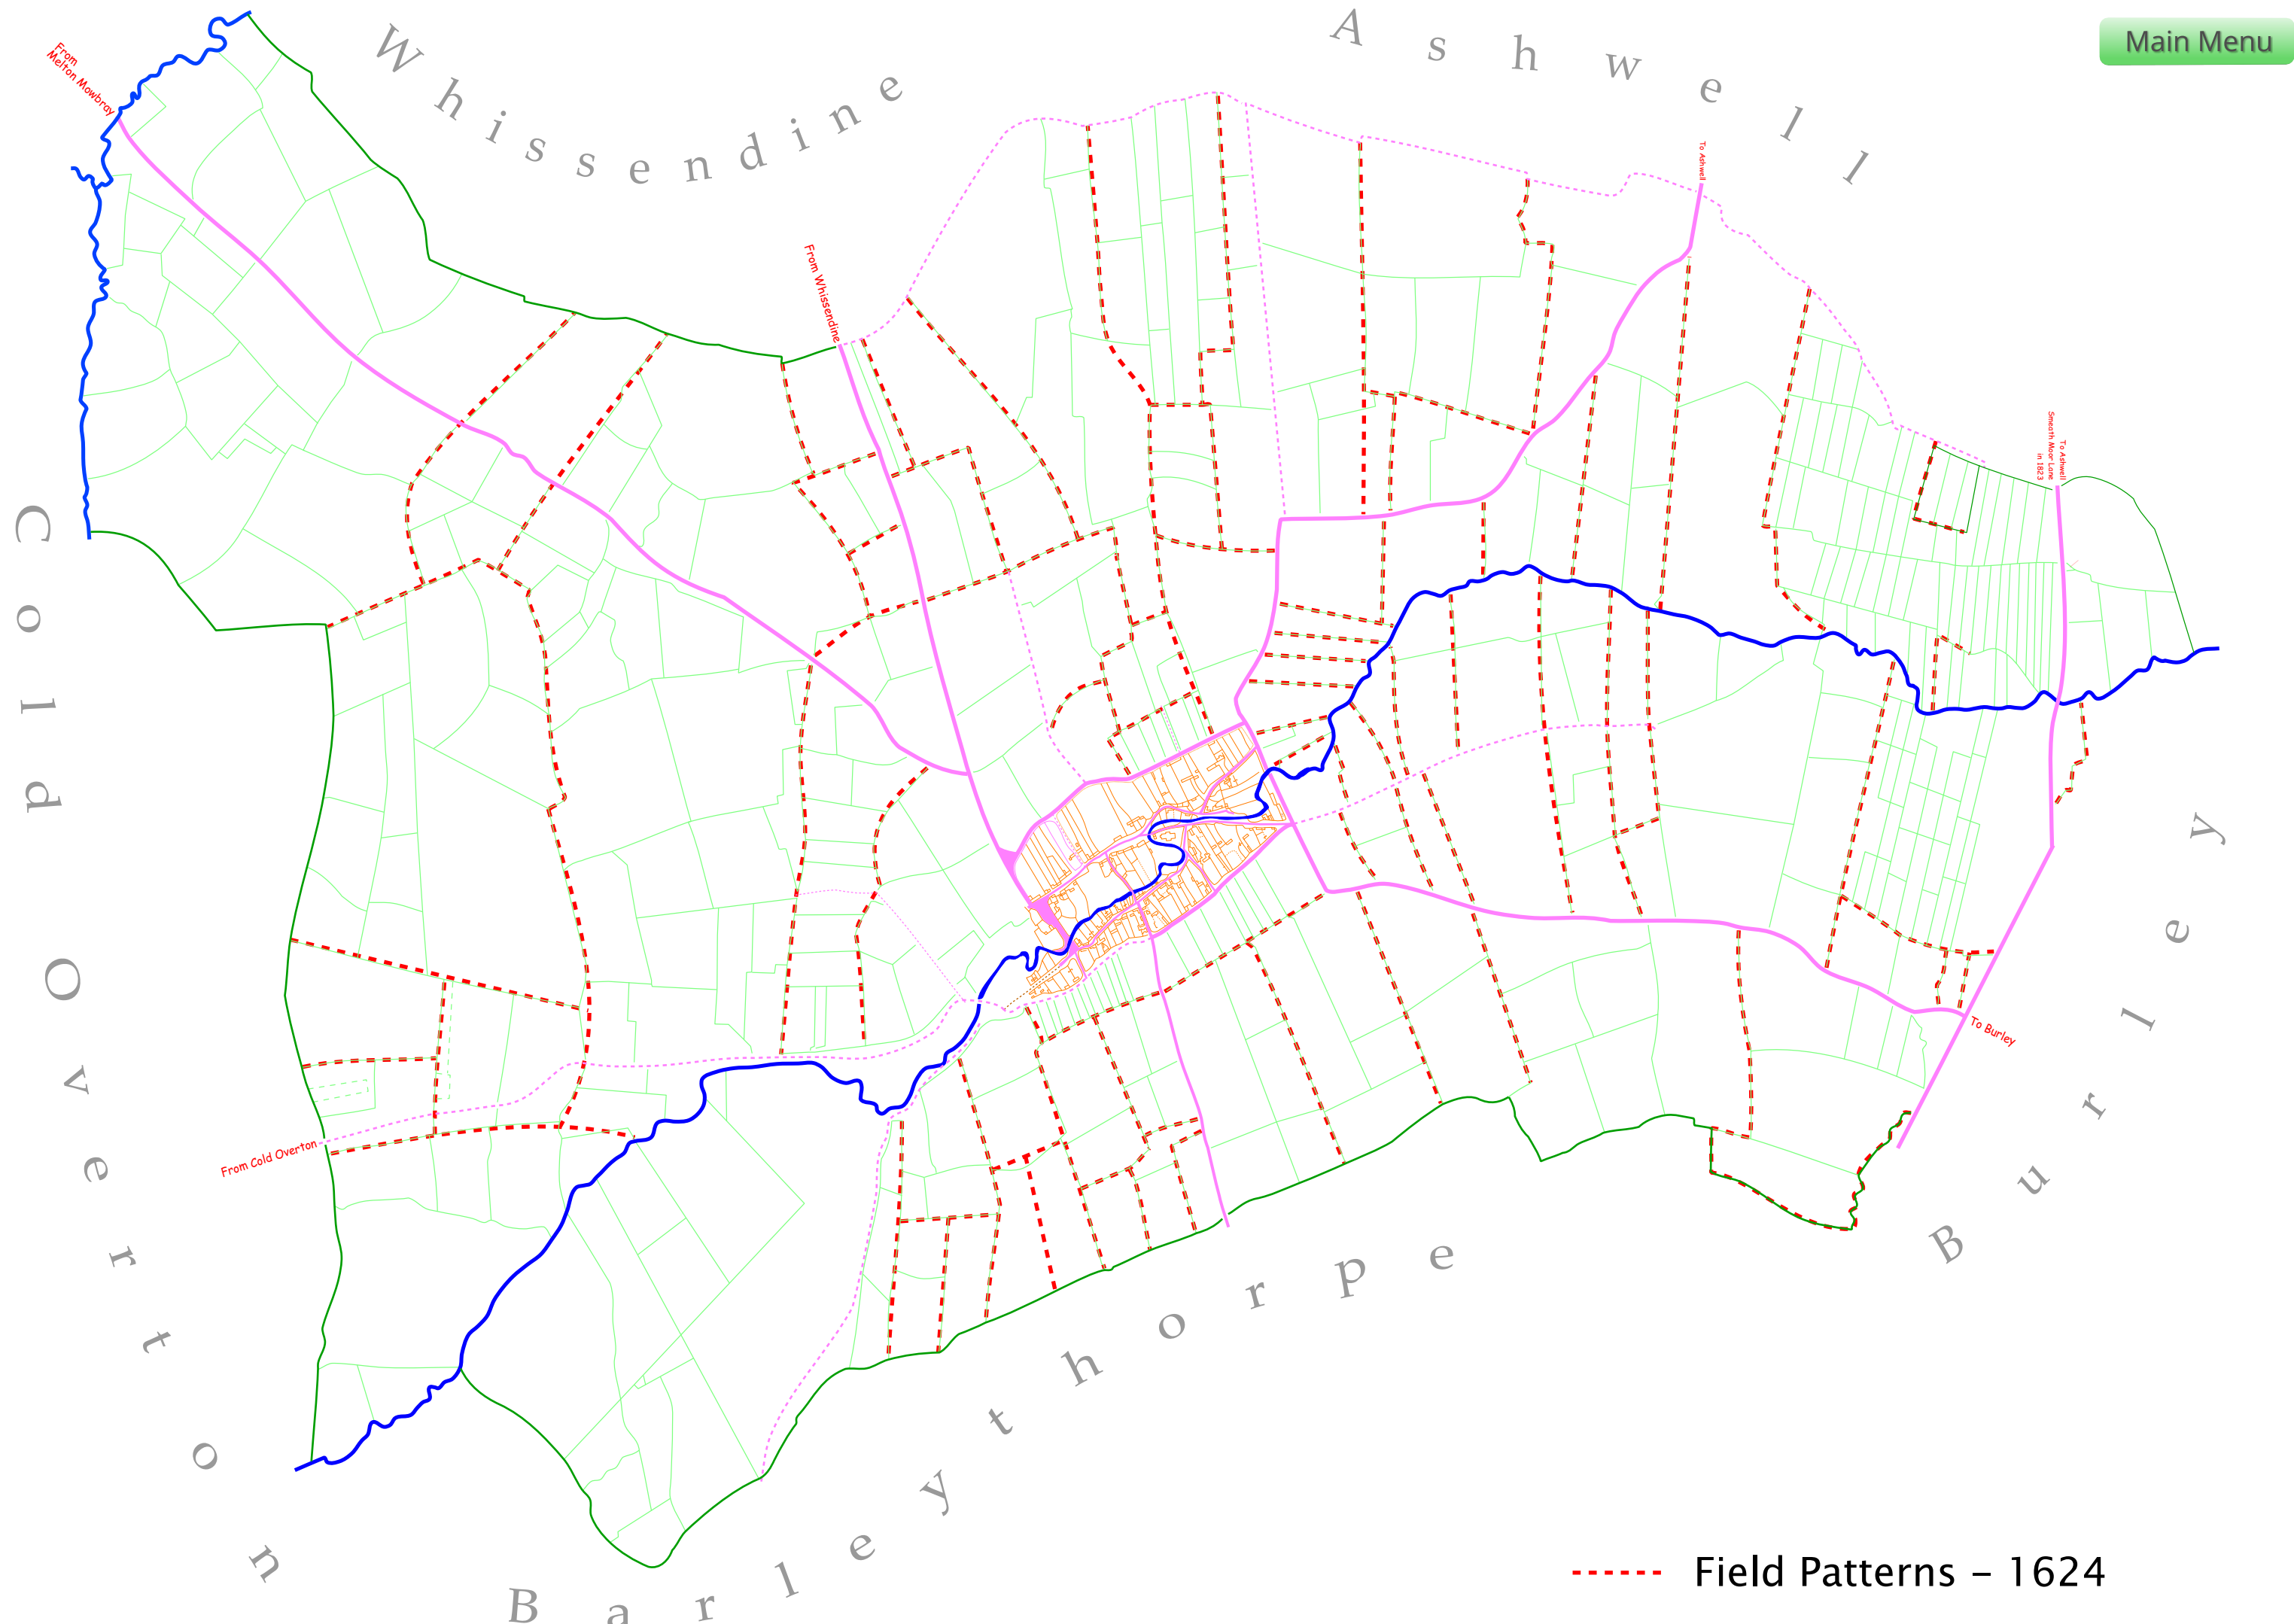 Main Menu
Whissendine
Ashwell
From
Melton Mowbray
From Whissendine
To Ashwell
To Ashwell
Smeath Moor Lane
in 1823
Cold Overton
Burley
To Burley
From Cold Overton
Barleythorpe
Field Patterns – 1624